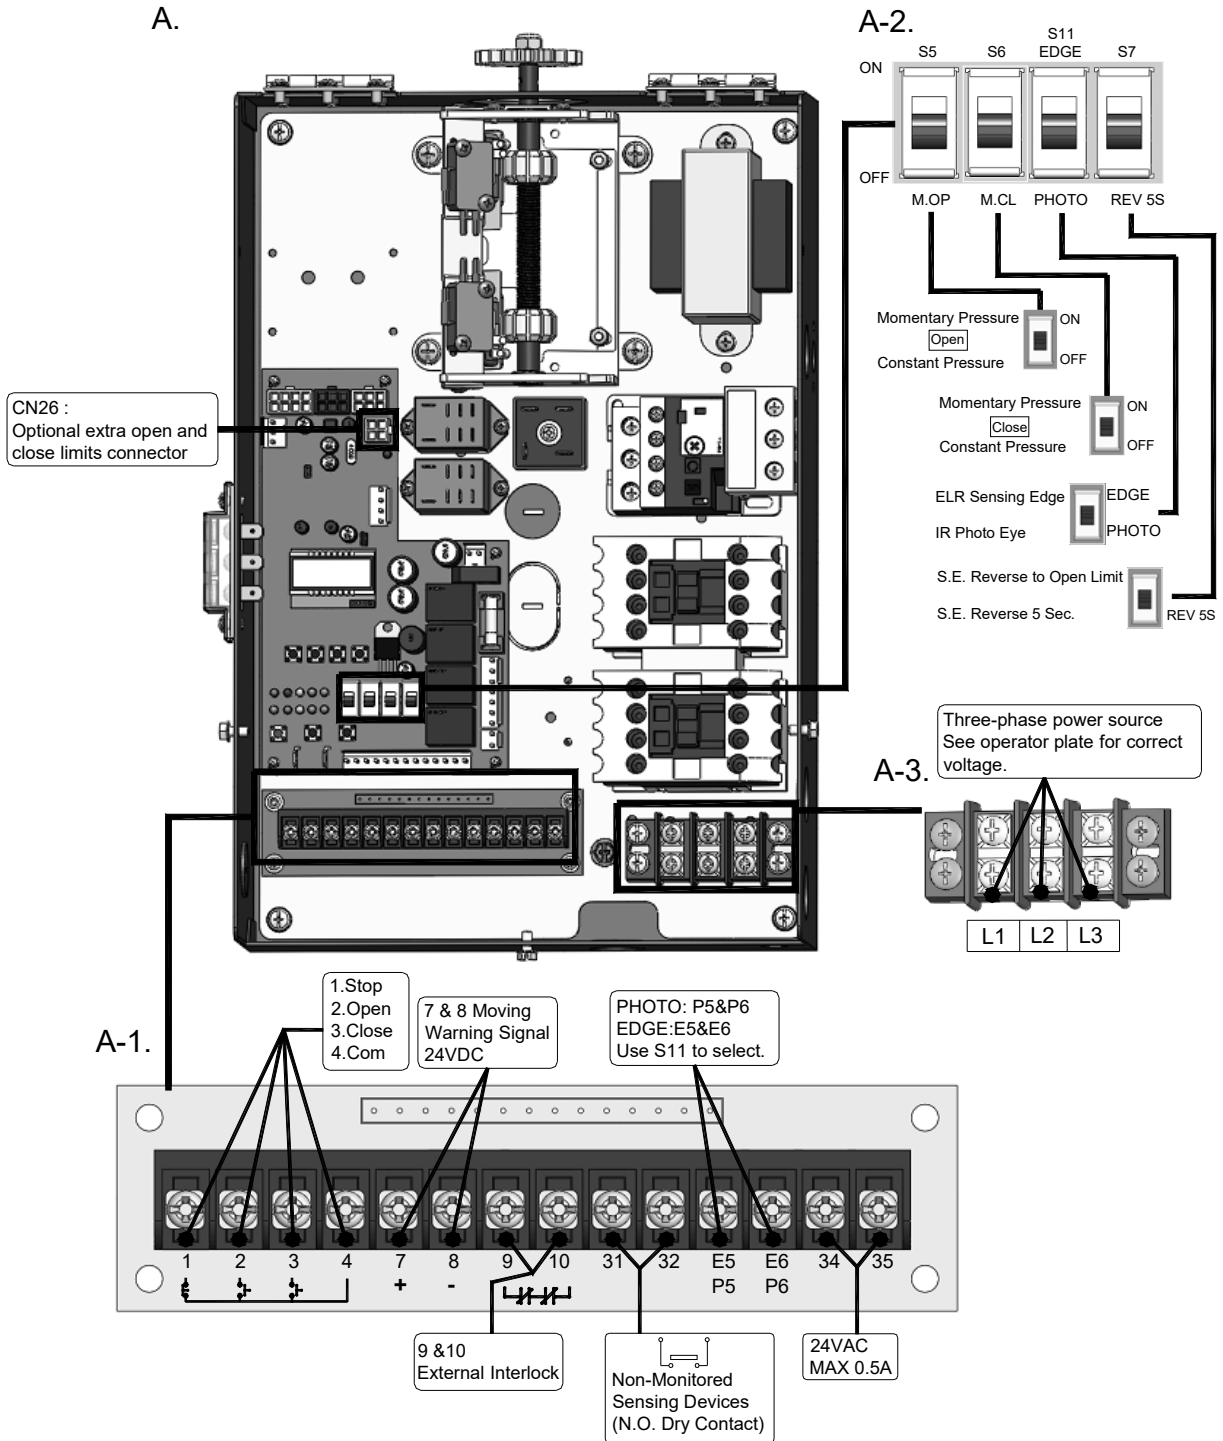 A.
A-2.
S5
S6
S11
EDGE
S7
ON
OFF
M.OP
M.CL
PHOTO
REV 5S
Momentary Pressure
Open
Constant Pressure
ON
OFF
Momentary Pressure
Close
Constant Pressure
ON
OFF
ELR Sensing Edge
IR Photo Eye
EDGE
PHOTO
S.E. Reverse to Open Limit
S.E. Reverse 5 Sec.
REV 5S
CN26 :
Optional extra open and
close limits connector
A-3.
Three-phase power source
See operator plate for correct
voltage.
L1 L2 L3
A-1.
1.Stop
2.Open
3.Close
4.Com
7 & 8 Moving
Warning Signal
24VDC
PHOTO: P5&P6
EDGE:E5&E6
Use S11 to select.
1 2 3 4 7 8 9 10 31 32 E5 E6 34 35
+ - P5 P6
9 &10
External Interlock
Non-Monitored
Sensing Devices
(N.O. Dry Contact)
24VAC
MAX 0.5A